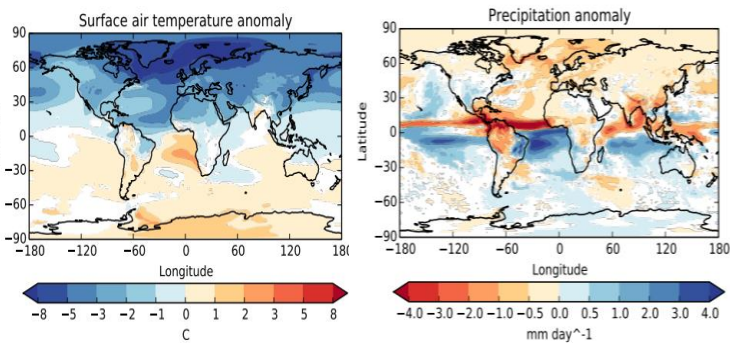 Surface air temperature anomaly
90
60
30
0
−30
−60
−90
−180 −120 −60 0 60 120 180
Longitude
−8 −5 −3 −2 −1 0 1 2 3 5 8
C
Precipitation anomaly
Latitude
90
60
30
0
−30
−60
−90
−180 −120 −60 0 60 120 180
Longitude
−4.0 −3.0 −2.0 −1.0 −0.5 0.0 0.5 1.0 2.0 3.0 4.0
mm day^-1